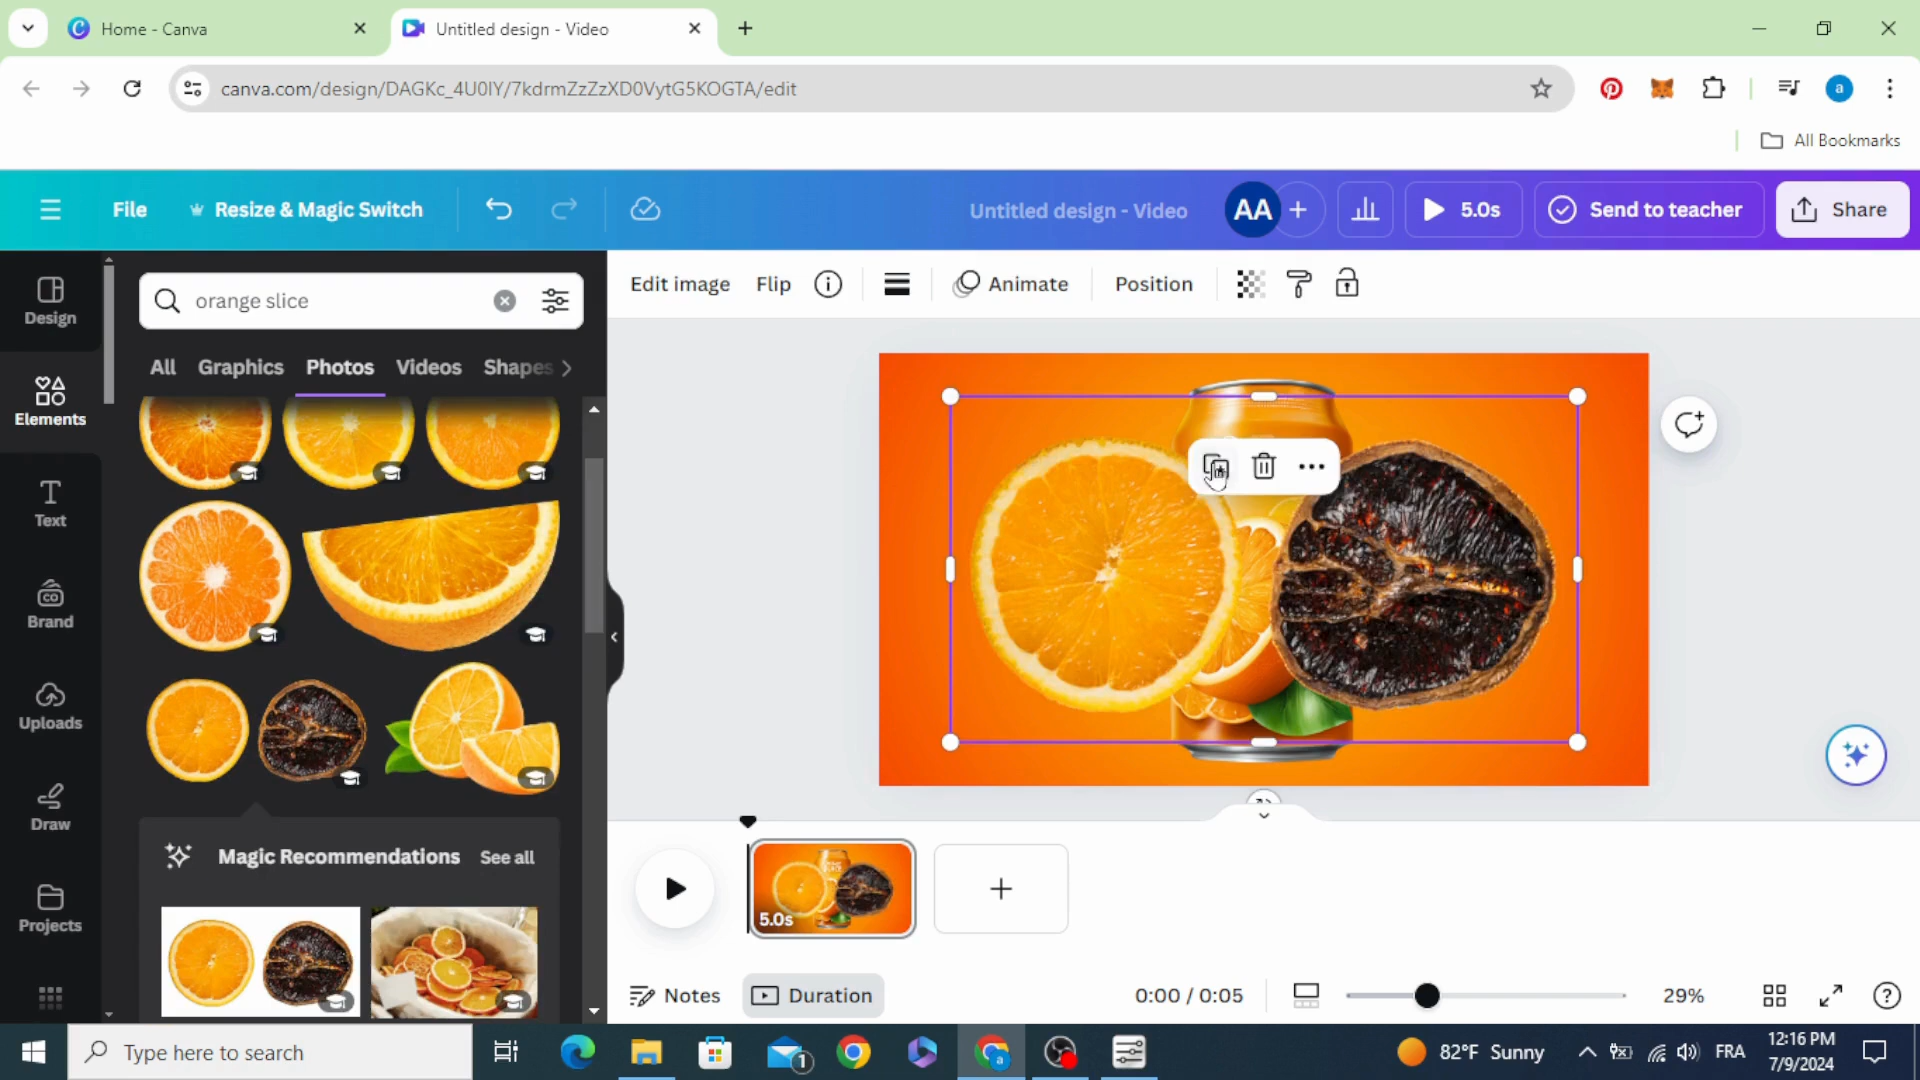 Home - Canva
Untitled design - Video
canva.com/design/DAGKc_4U0lY/7kdrmZzZzXD0VytG5KOGTA/edit
a
All Bookmarks
File
Resize & Magic Switch
Untitled design - Video
AA
5.0s
Send to teacher
Share
Design
Elements
Text
Brand
Uploads
Draw
Projects
orange slice
All
Graphics
Photos
Videos
Shapes
Magic Recommendations
See all
Edit image
Flip
Animate
Position
5.0s
Notes
Duration
0:00 / 0:05
29%
Type here to search
1
a
82°F Sunny
FRA
12:16 PM
7/9/2024